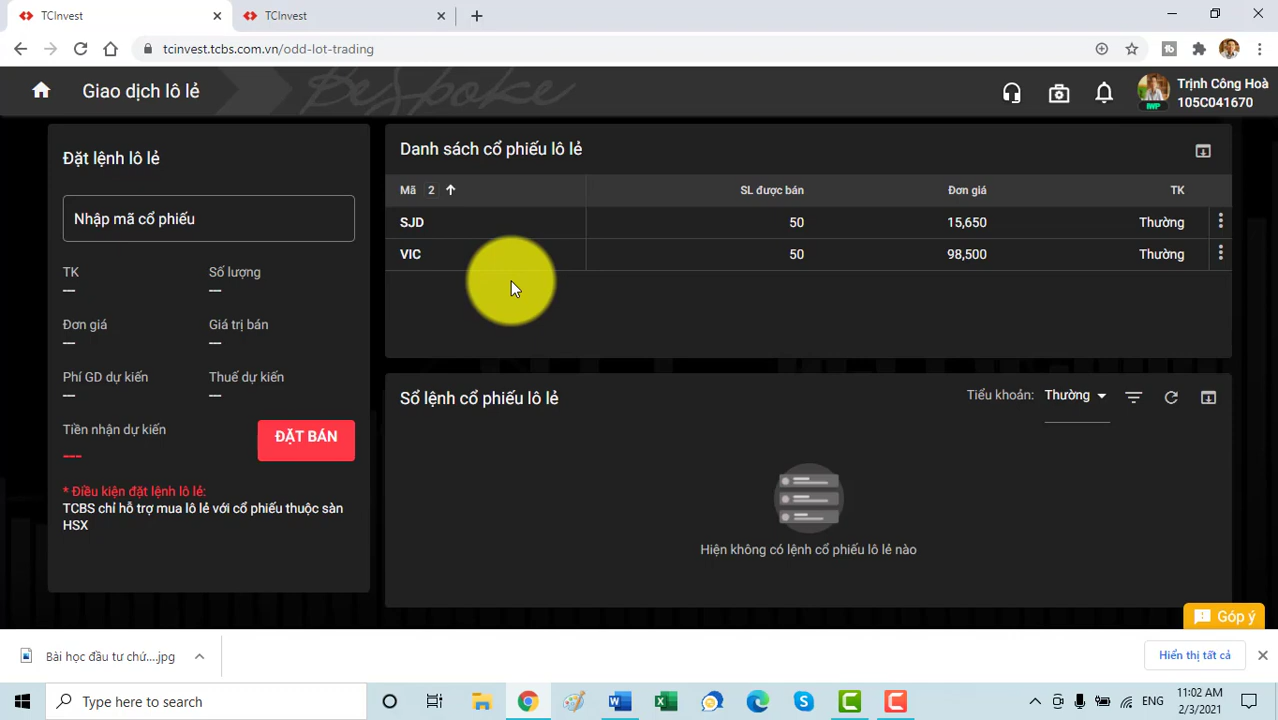 TCInvest
TCInvest
tcinvest.tcbs.com.vn/odd-lot-trading
Giao dịch lô lẻ
Bespoke
Trịnh Công Hoà
105C041670
IWP
Đặt lệnh lô lẻ
Nhập mã cổ phiếu
TK
Số lượng
---
---
Đơn giá
Giá trị bán
---
---
Phí GD dự kiến
Thuế dự kiến
---
---
Tiền nhận dự kiến
---
ĐẶT BÁN
* Điều kiện đặt lệnh lô lẻ:
TCBS chỉ hỗ trợ mua lô lẻ với cổ phiếu thuộc sàn
HSX
Danh sách cổ phiếu lô lẻ
Mã 2 SL được bán Đơn giá TK
SJD 50 15,650 Thường
VIC 50 98,500 Thường
Sổ lệnh cổ phiếu lô lẻ
Tiểu khoản: Thường
Hiện không có lệnh cổ phiếu lô lẻ nào
Góp ý
Bài học đầu tư chứ....jpg
Hiển thị tất cả
Type here to search
ENG
11:02 AM
2/3/2021